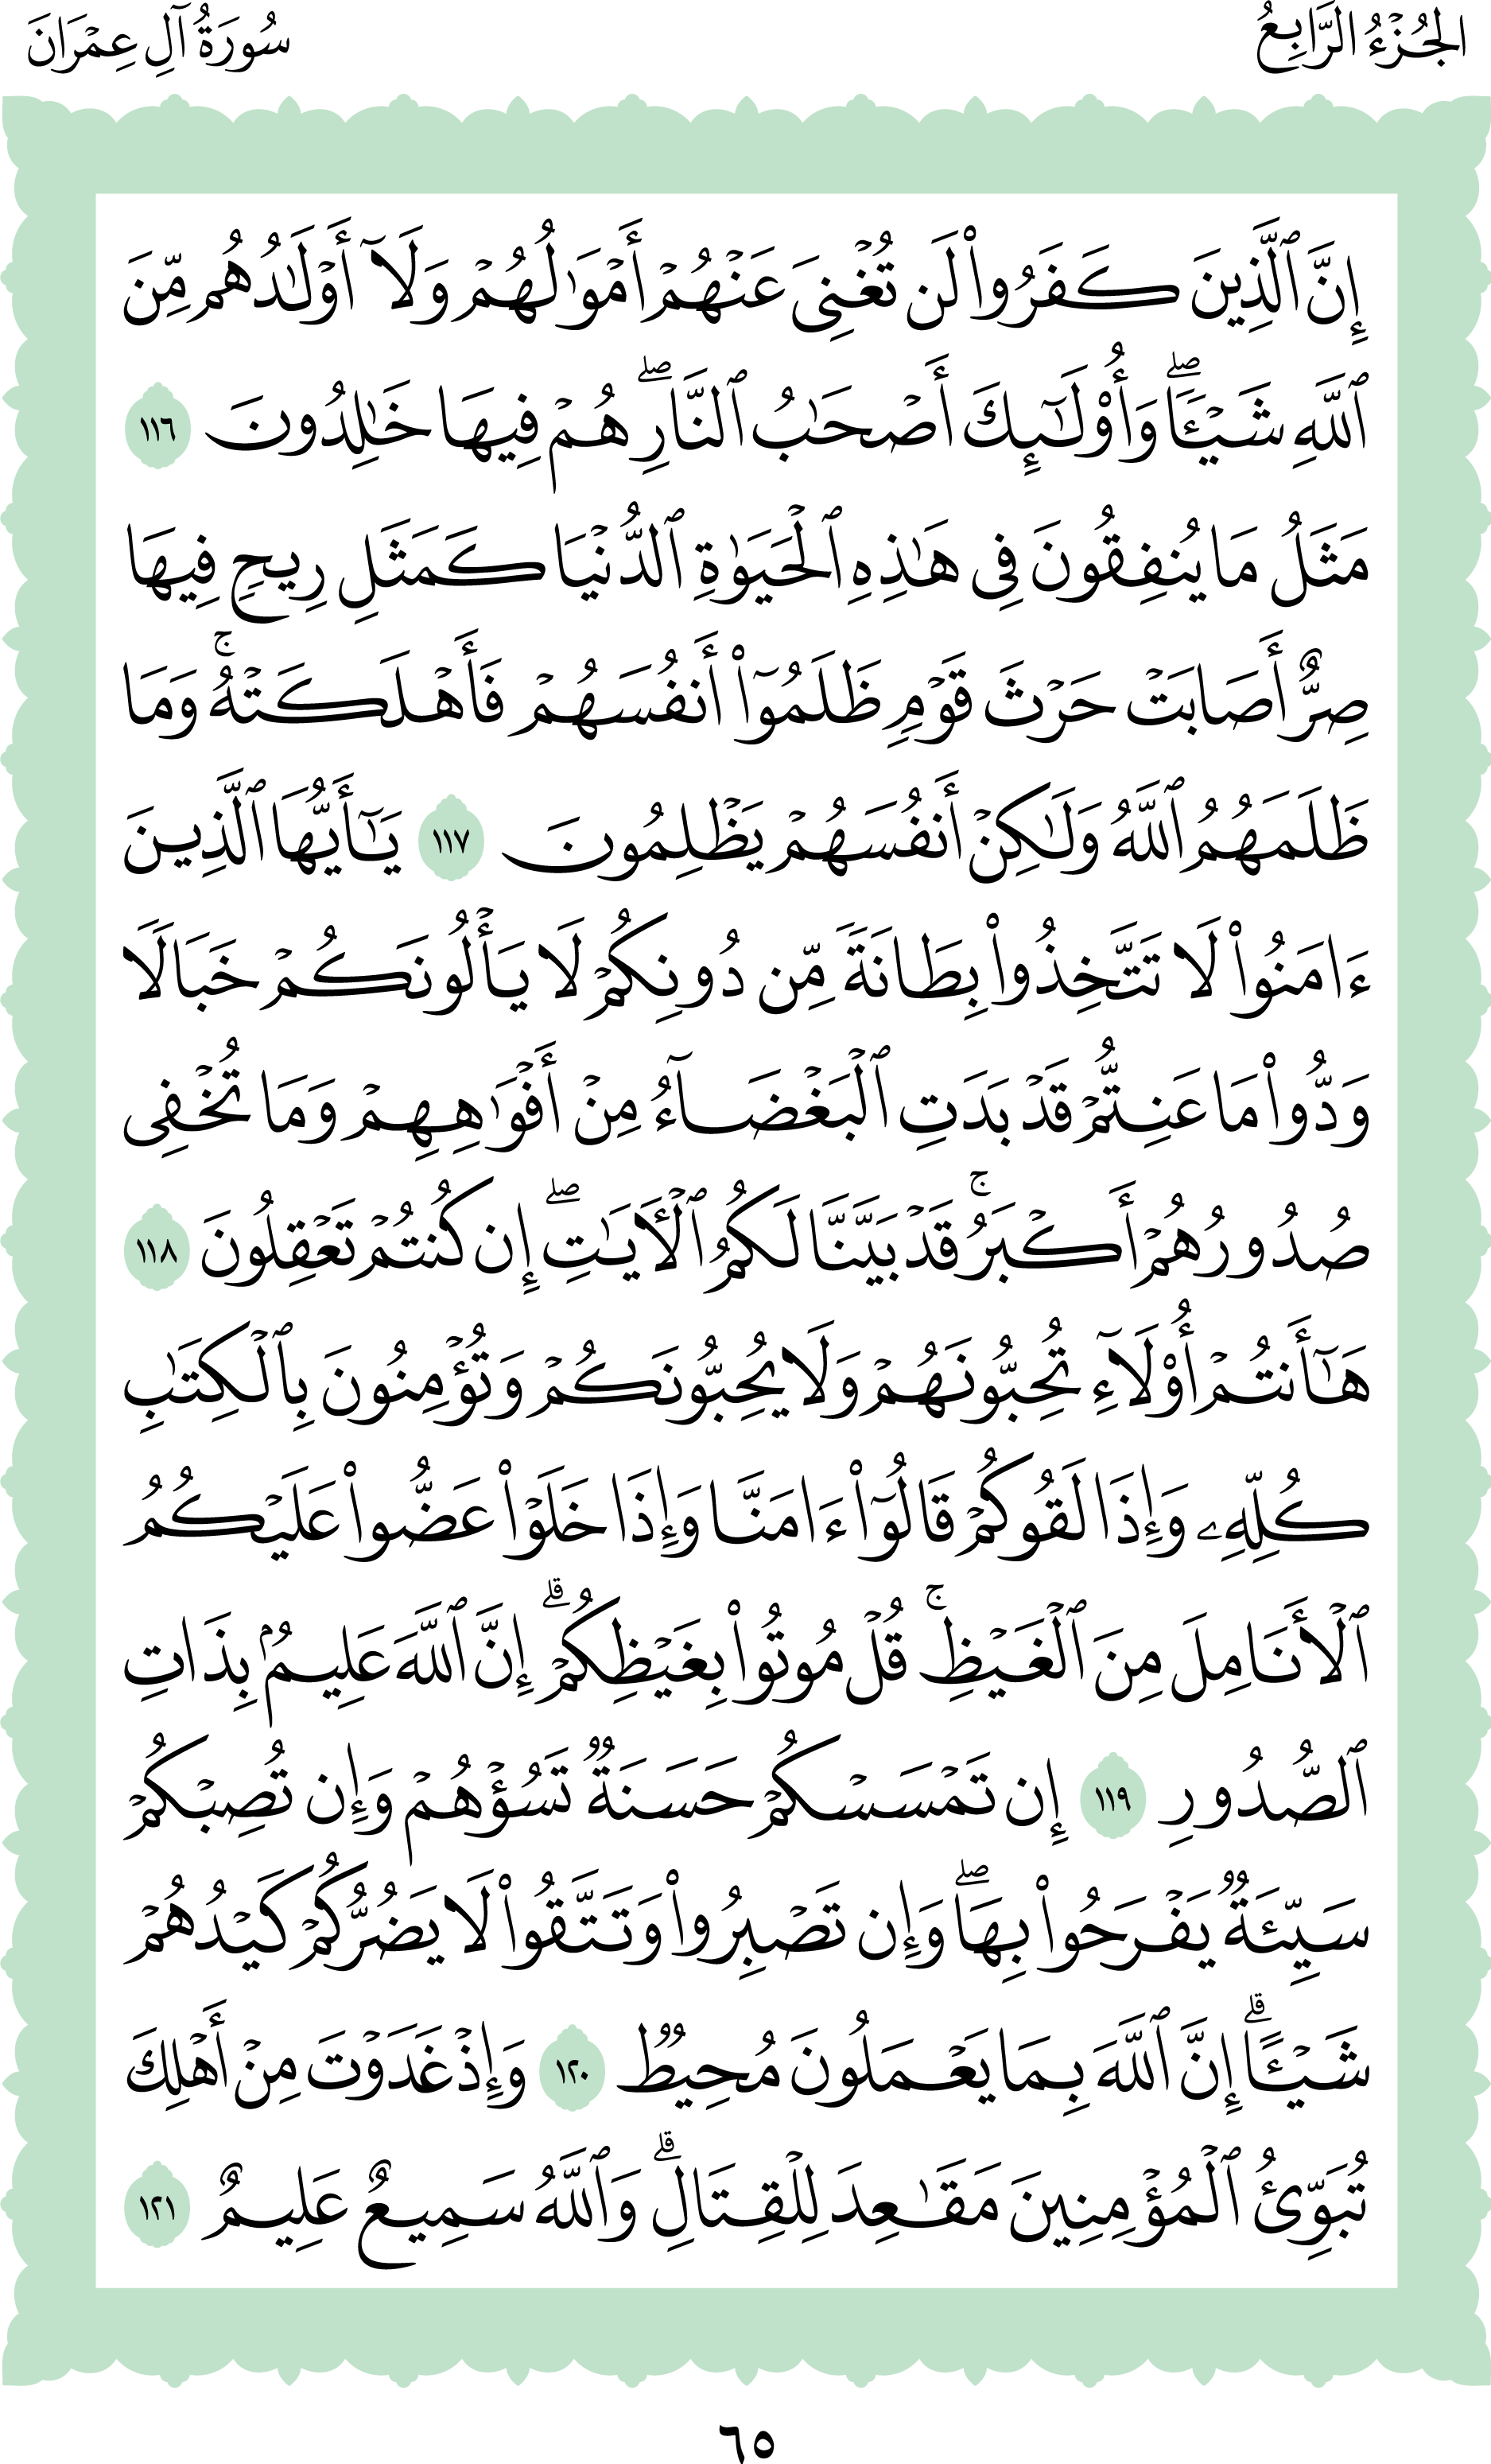 الجُزْءُ الرَّابِعُ
سُورَةُ آلِ عِمْرَانَ
إِنَّ ٱلَّذِينَ كَفَرُواْ لَن تُغۡنِيَ عَنۡهُمۡ أَمۡوَٰلُهُمۡ وَلَآ أَوۡلَٰدُهُم مِّنَ
ٱللَّهِ شَيۡـٔٗاۖ وَأُوْلَٰٓئِكَ أَصۡحَٰبُ ٱلنَّارِۖ هُمۡ فِيهَا خَٰلِدُونَ ١١٦
مَثَلُ مَا يُنفِقُونَ فِي هَٰذِهِ ٱلۡحَيَوٰةِ ٱلدُّنۡيَا كَمَثَلِ رِيحٖ فِيهَا
صِرٌّ أَصَابَتۡ حَرۡثَ قَوۡمٖ ظَلَمُوٓاْ أَنفُسَهُمۡ فَأَهۡلَكَتۡهُۚ وَمَا
ظَلَمَهُمُ ٱللَّهُ وَلَٰكِنۡ أَنفُسَهُمۡ يَظۡلِمُونَ ١١٧ يَٰٓأَيُّهَا ٱلَّذِينَ
ءَامَنُواْ لَا تَتَّخِذُواْ بِطَانَةٗ مِّن دُونِكُمۡ لَا يَأۡلُونَكُمۡ خَبَالٗا
وَدُّواْ مَا عَنِتُّمۡ قَدۡ بَدَتِ ٱلۡبَغۡضَآءُ مِنۡ أَفۡوَٰهِهِمۡ وَمَا تُخۡفِي
صُدُورُهُمۡ أَكۡبَرُۚ قَدۡ بَيَّنَّا لَكُمُ ٱلۡأٓيَٰتِۖ إِن كُنتُمۡ تَعۡقِلُونَ ١١٨
هَٰٓأَنتُمۡ أُوْلَآءِ تُحِبُّونَهُمۡ وَلَا يُحِبُّونَكُمۡ وَتُؤۡمِنُونَ بِٱلۡكِتَٰبِ
كُلِّهِۦ وَإِذَا لَقُوكُمۡ قَالُوٓاْ ءَامَنَّا وَإِذَا خَلَوۡاْ عَضُّواْ عَلَيۡكُمُ
ٱلۡأَنَامِلَ مِنَ ٱلۡغَيۡظِۚ قُلۡ مُوتُواْ بِغَيۡظِكُمۡۗ إِنَّ ٱللَّهَ عَلِيمُۢ بِذَاتِ
ٱلصُّدُورِ ١١٩ إِن تَمۡسَسۡكُمۡ حَسَنَةٞ تَسُؤۡهُمۡ وَإِن تُصِبۡكُمۡ
سَيِّئَةٞ يَفۡرَحُواْ بِهَاۖ وَإِن تَصۡبِرُواْ وَتَتَّقُواْ لَا يَضُرُّكُمۡ كَيۡدُهُمۡ
شَيۡـًٔاۗ إِنَّ ٱللَّهَ بِمَا يَعۡمَلُونَ مُحِيطٞ ١٢٠ وَإِذۡ غَدَوۡتَ مِنۡ أَهۡلِكَ
تُبَوِّئُ ٱلۡمُؤۡمِنِينَ مَقَٰعِدَ لِلۡقِتَالِۗ وَٱللَّهُ سَمِيعٌ عَلِيمٌ ١٢١
٦٥